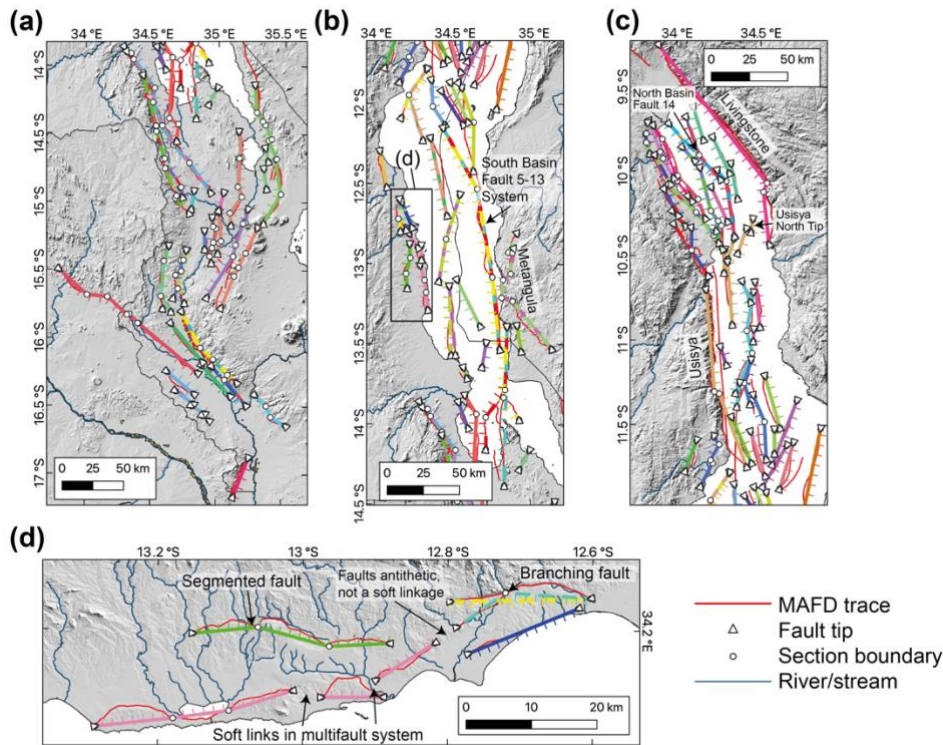 (a)
34 °E
34.5 °E
35 °E
35.5 °E
14 °S
14.5 °S
15 °S
15.5 °S
16 °S
16.5 °S
17 °S
0 25 50 km
(b)
34 °E
34.5 °E
35 °E
12 °S
12.5 °S
13 °S
13.5 °S
14 °S
14.5 °S
(d)
South Basin
Fault 5-13
System
Metangula
0 25 50 km
(c)
34 °E
34.5 °E
9.5 °S
10 °S
10.5 °S
11 °S
11.5 °S
0 25 50 km
North Basin
Fault 14
Livingstone
Usisya
North Tip
Usisya
(d)
13.2 °S
13 °S
12.8 °S
12.6 °S
34.2 °E
Segmented fault
Faults antithetic,
not a soft linkage
Branching fault
Soft links in multifault system
0 10 20 km
MAFD trace
Fault tip
Section boundary
River/stream